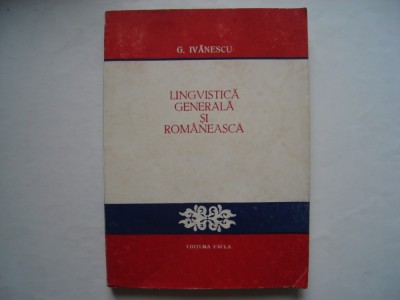 G. IVĂNESCU
LINGVISTICĂ
GENERALĂ
ȘI
ROMÂNEASCĂ
EDITURA FACLA